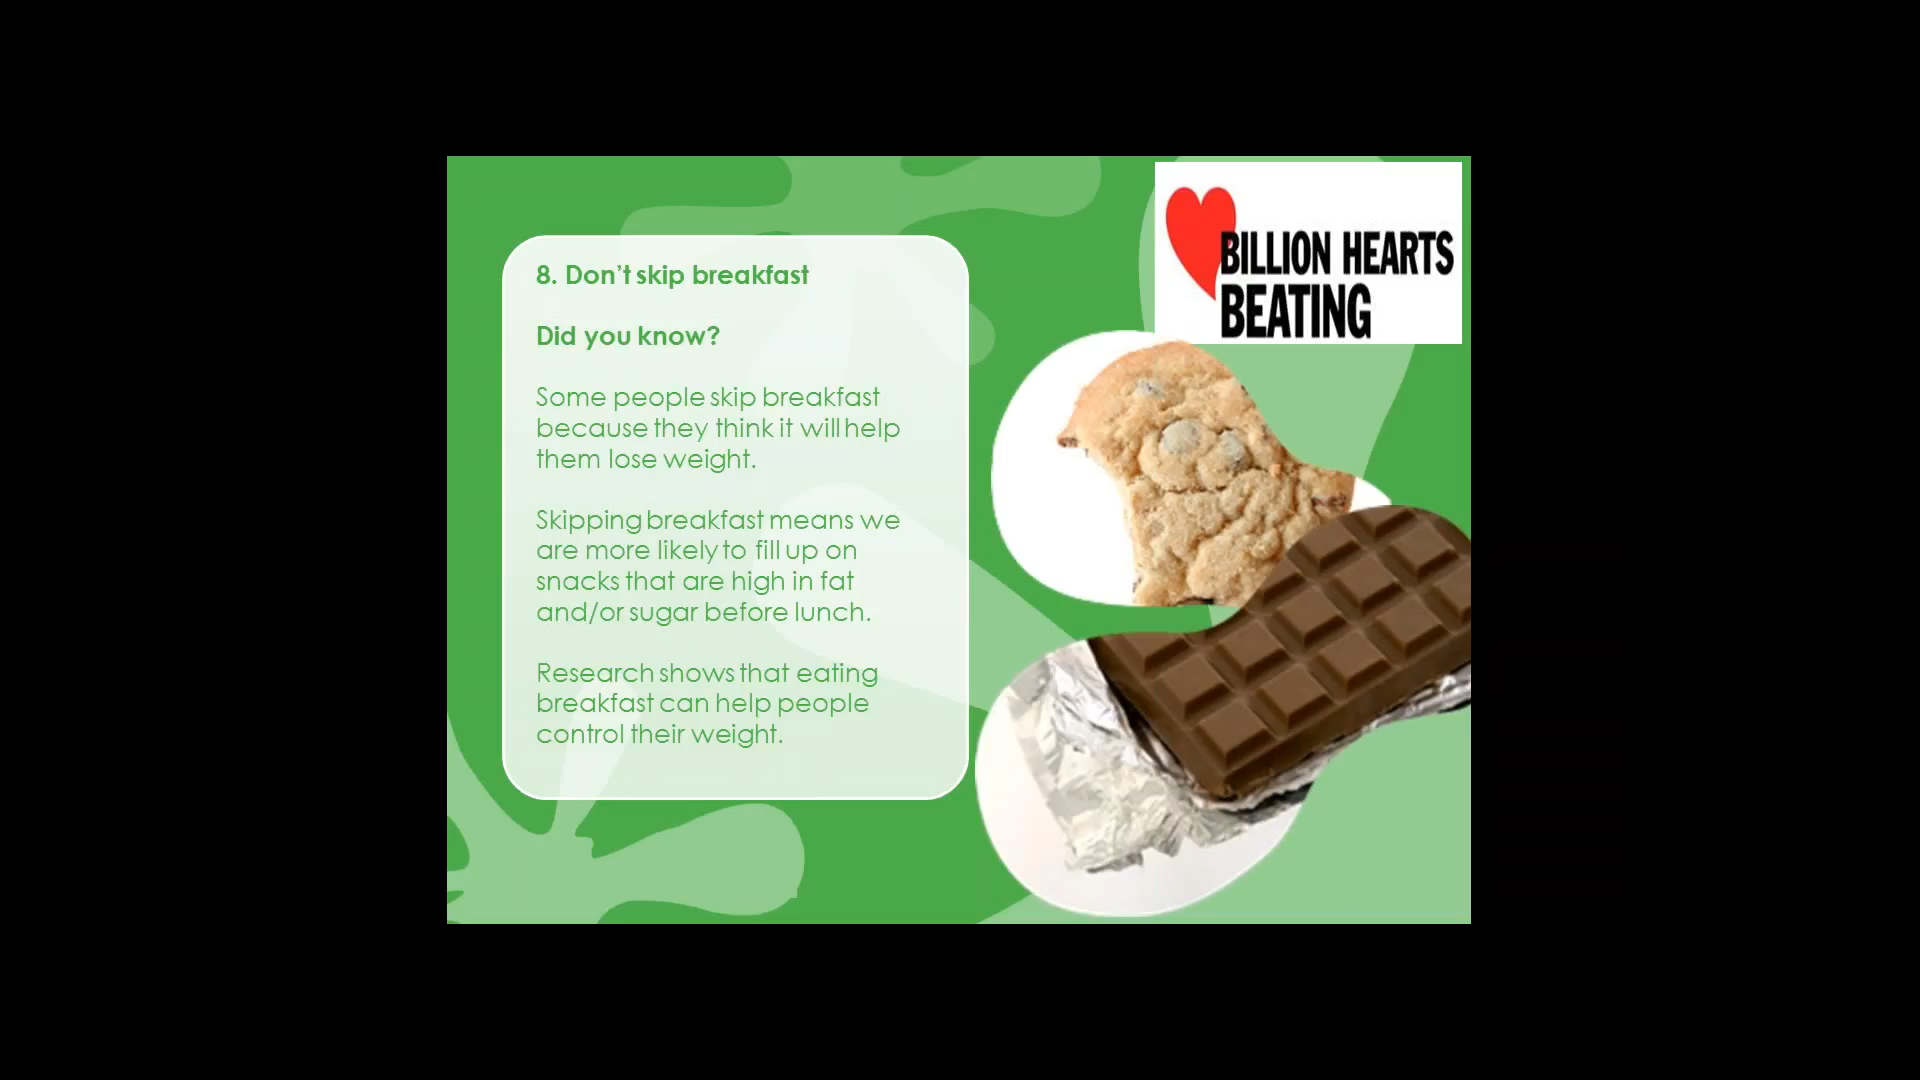 8. Don't skip breakfast
Did you know?
Some people skip breakfast
because they think it will help
them lose weight.
Skipping breakfast means we
are more likely to fill up on
snacks that are high in fat
and/or sugar before lunch.
Research shows that eating
breakfast can help people
control their weight.
BILLION HEARTS
BEATING